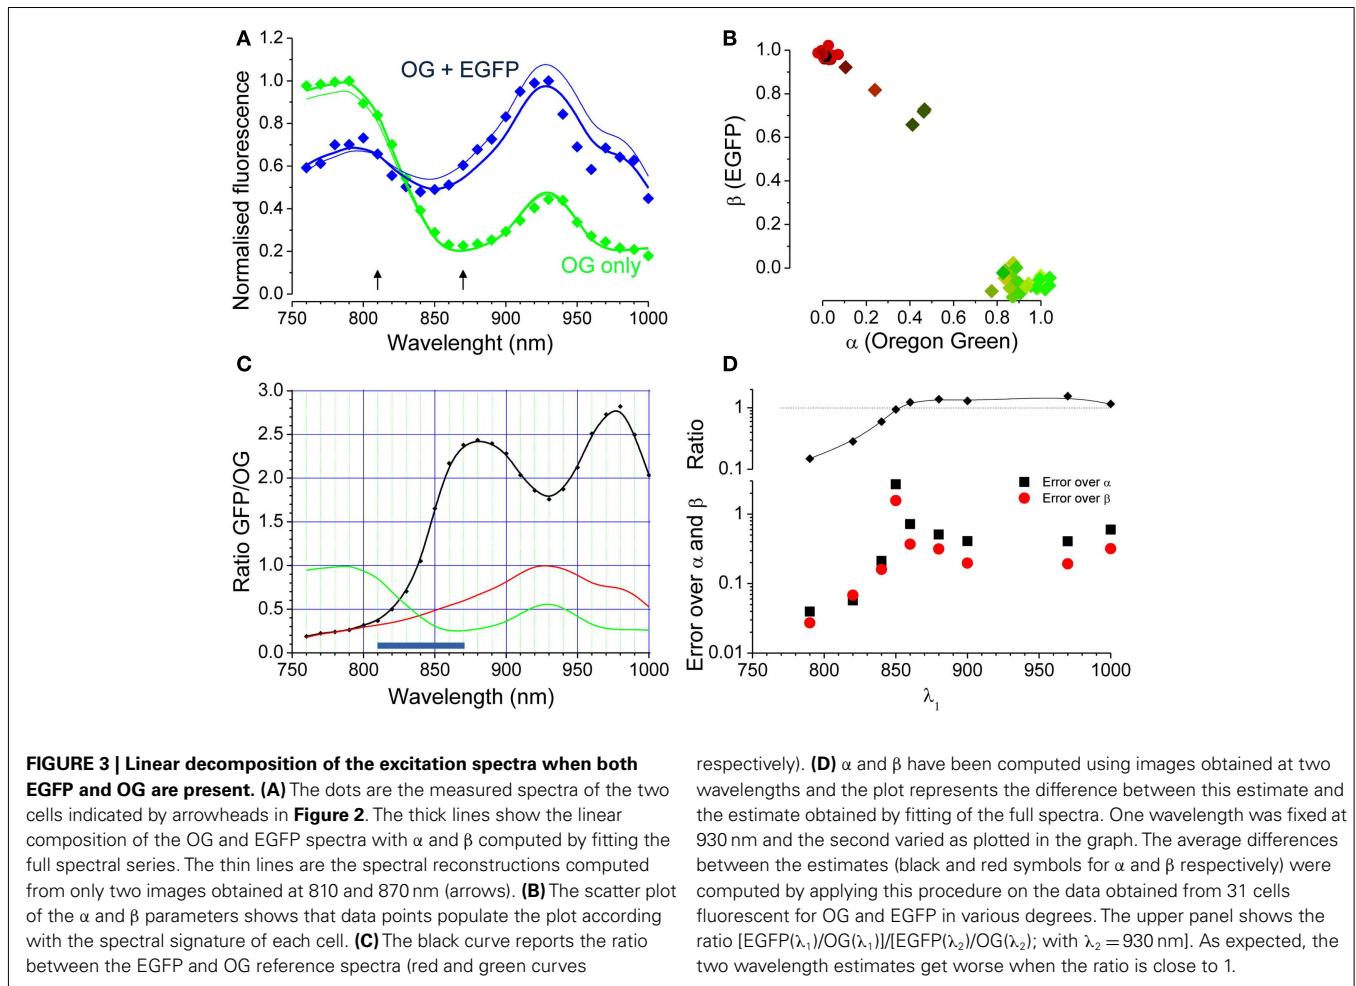 A
1.2
1.0
0.8
0.6
0.4
0.2
0.0
Normalised fluorescence
OG + EGFP
OG only
750 800 850 900 950 1000
Wavelenght (nm)
B
1.0
0.8
0.6
0.4
0.2
0.0
β (EGFP)
0.0 0.2 0.4 0.6 0.8 1.0
α (Oregon Green)
C
3.0
2.5
2.0
1.5
1.0
0.5
0.0
Ratio GFP/OG
750 800 850 900 950 1000
Wavelength (nm)
D
1
0.1
Ratio
Error over α
Error over β
1
0.1
0.01
Error over α and β
750 800 850 900 950 1000
λ1
FIGURE 3 | Linear decomposition of the excitation spectra when both
EGFP and OG are present. (A) The dots are the measured spectra of the two
cells indicated by arrowheads in Figure 2. The thick lines show the linear
composition of the OG and EGFP spectra with α and β computed by fitting the
full spectral series. The thin lines are the spectral reconstructions computed
from only two images obtained at 810 and 870 nm (arrows). (B) The scatter plot
of the α and β parameters shows that data points populate the plot according
with the spectral signature of each cell. (C) The black curve reports the ratio
between the EGFP and OG reference spectra (red and green curves
respectively). (D) α and β have been computed using images obtained at two
wavelengths and the plot represents the difference between this estimate and
the estimate obtained by fitting of the full spectra. One wavelength was fixed at
930 nm and the second varied as plotted in the graph. The average differences
between the estimates (black and red symbols for α and β respectively) were
computed by applying this procedure on the data obtained from 31 cells
fluorescent for OG and EGFP in various degrees. The upper panel shows the
ratio [EGFP(λ1)/OG(λ1)]/[EGFP(λ2)/OG(λ2); with λ2 = 930 nm]. As expected, the
two wavelength estimates get worse when the ratio is close to 1.